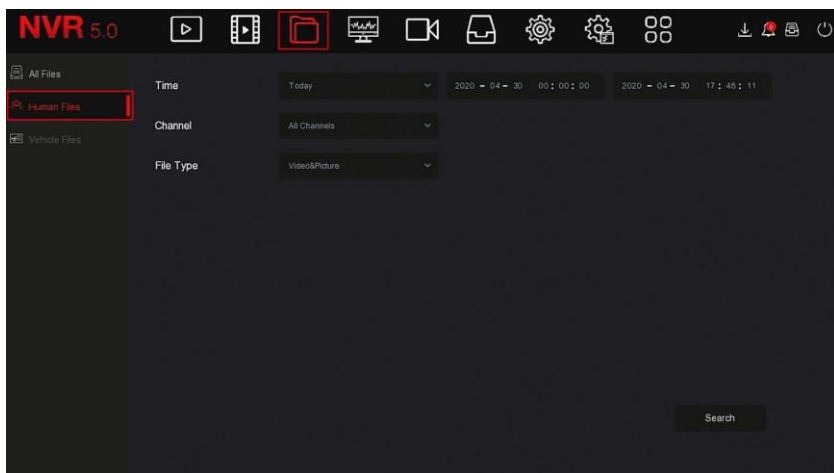 NVR 5.0
All Files
Human Files
Vehicle Files
Time Today 2020 - 04 - 30 00 : 00 : 00 2020 - 04 - 30 17 : 48 : 11
Channel All Channels
File Type Video&Picture
Search